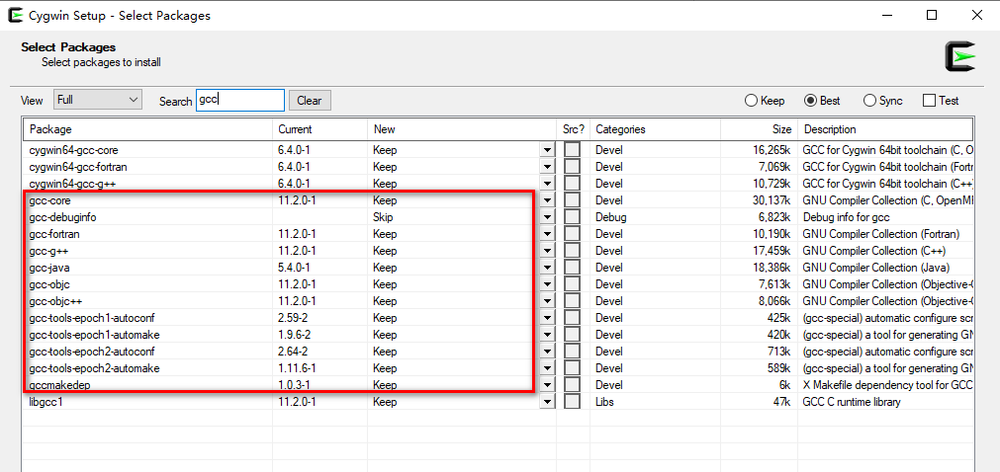 Cygwin Setup - Select Packages
Select Packages
Select packages to install
View Full Search gcc Clear Keep Best Sync Test
Package Current New Src? Categories Size Description
cygwin64-gcc-core 6.4.0-1 Keep Devel 16,265k GCC for Cygwin 64bit toolchain (C, O
cygwin64-gcc-fortran 6.4.0-1 Keep Devel 7,069k GCC for Cygwin 64bit toolchain (Fortr
cygwin64-gcc-g++ 6.4.0-1 Keep Devel 10,729k GCC for Cygwin 64bit toolchain (C++)
gcc-core 11.2.0-1 Keep Devel 30,137k GNU Compiler Collection (C, OpenMF
gcc-debuginfo Skip Debug 6,823k Debug info for gcc
gcc-fortran 11.2.0-1 Keep Devel 10,190k GNU Compiler Collection (Fortran)
gcc-g++ 11.2.0-1 Keep Devel 17,459k GNU Compiler Collection (C++)
gcc-java 5.4.0-1 Keep Devel 18,386k GNU Compiler Collection (Java)
gcc-objc 11.2.0-1 Keep Devel 7,613k GNU Compiler Collection (Objective-C
gcc-objc++ 11.2.0-1 Keep Devel 8,066k GNU Compiler Collection (Objective-C
gcc-tools-epoch1-autoconf 2.59-2 Keep Devel 425k (gcc-special) automatic configure scr
gcc-tools-epoch1-automake 1.9.6-2 Keep Devel 420k (gcc-special) a tool for generating GN
gcc-tools-epoch2-autoconf 2.64-2 Keep Devel 713k (gcc-special) automatic configure scr
gcc-tools-epoch2-automake 1.11.6-1 Keep Devel 589k (gcc-special) a tool for generating GN
gccmakedep 1.0.3-1 Keep Devel 6k X Makefile dependency tool for GCC
libgcc1 11.2.0-1 Keep Libs 47k GCC C runtime library